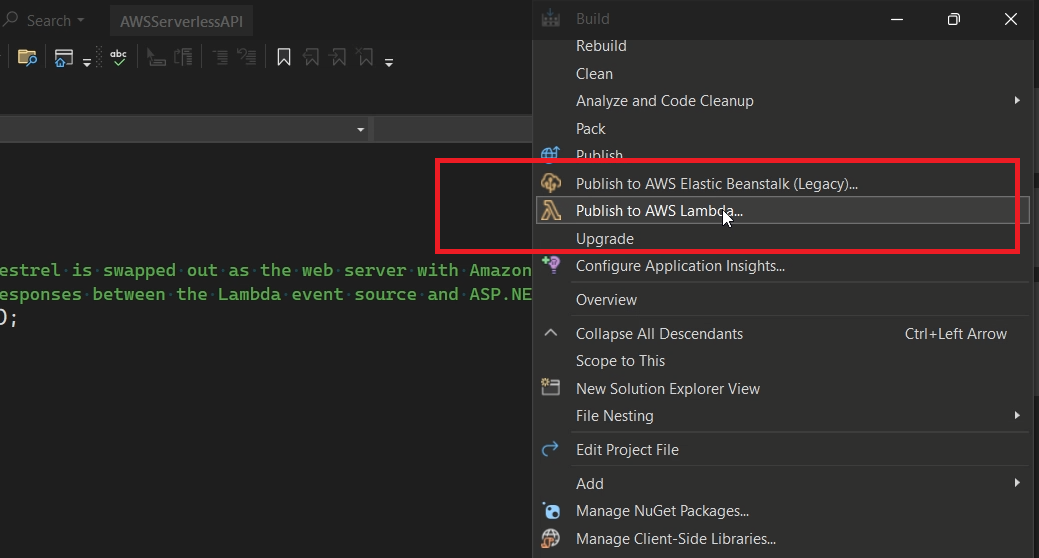 Search
AWSServerlessAPI
abc
estrel is swapped out as the web server with Amazon
esponses between the Lambda event source and ASP.NE
);
Build
Rebuild
Clean
Analyze and Code Cleanup
Pack
Publish
Publish to AWS Elastic Beanstalk (Legacy)...
Publish to AWS Lambda...
Upgrade
Configure Application Insights...
Overview
Collapse All Descendants Ctrl+Left Arrow
Scope to This
New Solution Explorer View
File Nesting
Edit Project File
Add
Manage NuGet Packages...
Manage Client-Side Libraries...